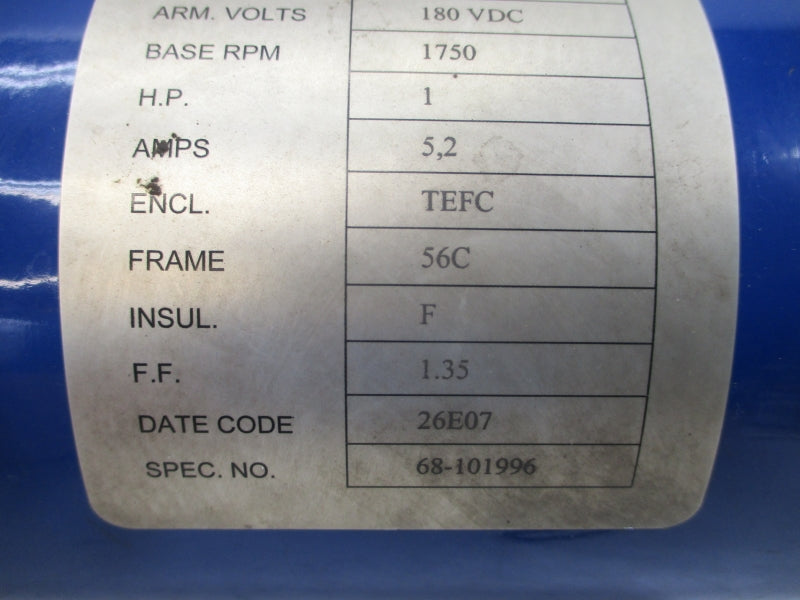 ARM. VOLTS 180 VDC
BASE RPM 1750
H.P. 1
AMPS 5,2
ENCL. TEFC
FRAME 56C
INSUL. F
F.F. 1.35
DATE CODE 26E07
SPEC. NO. 68-101996